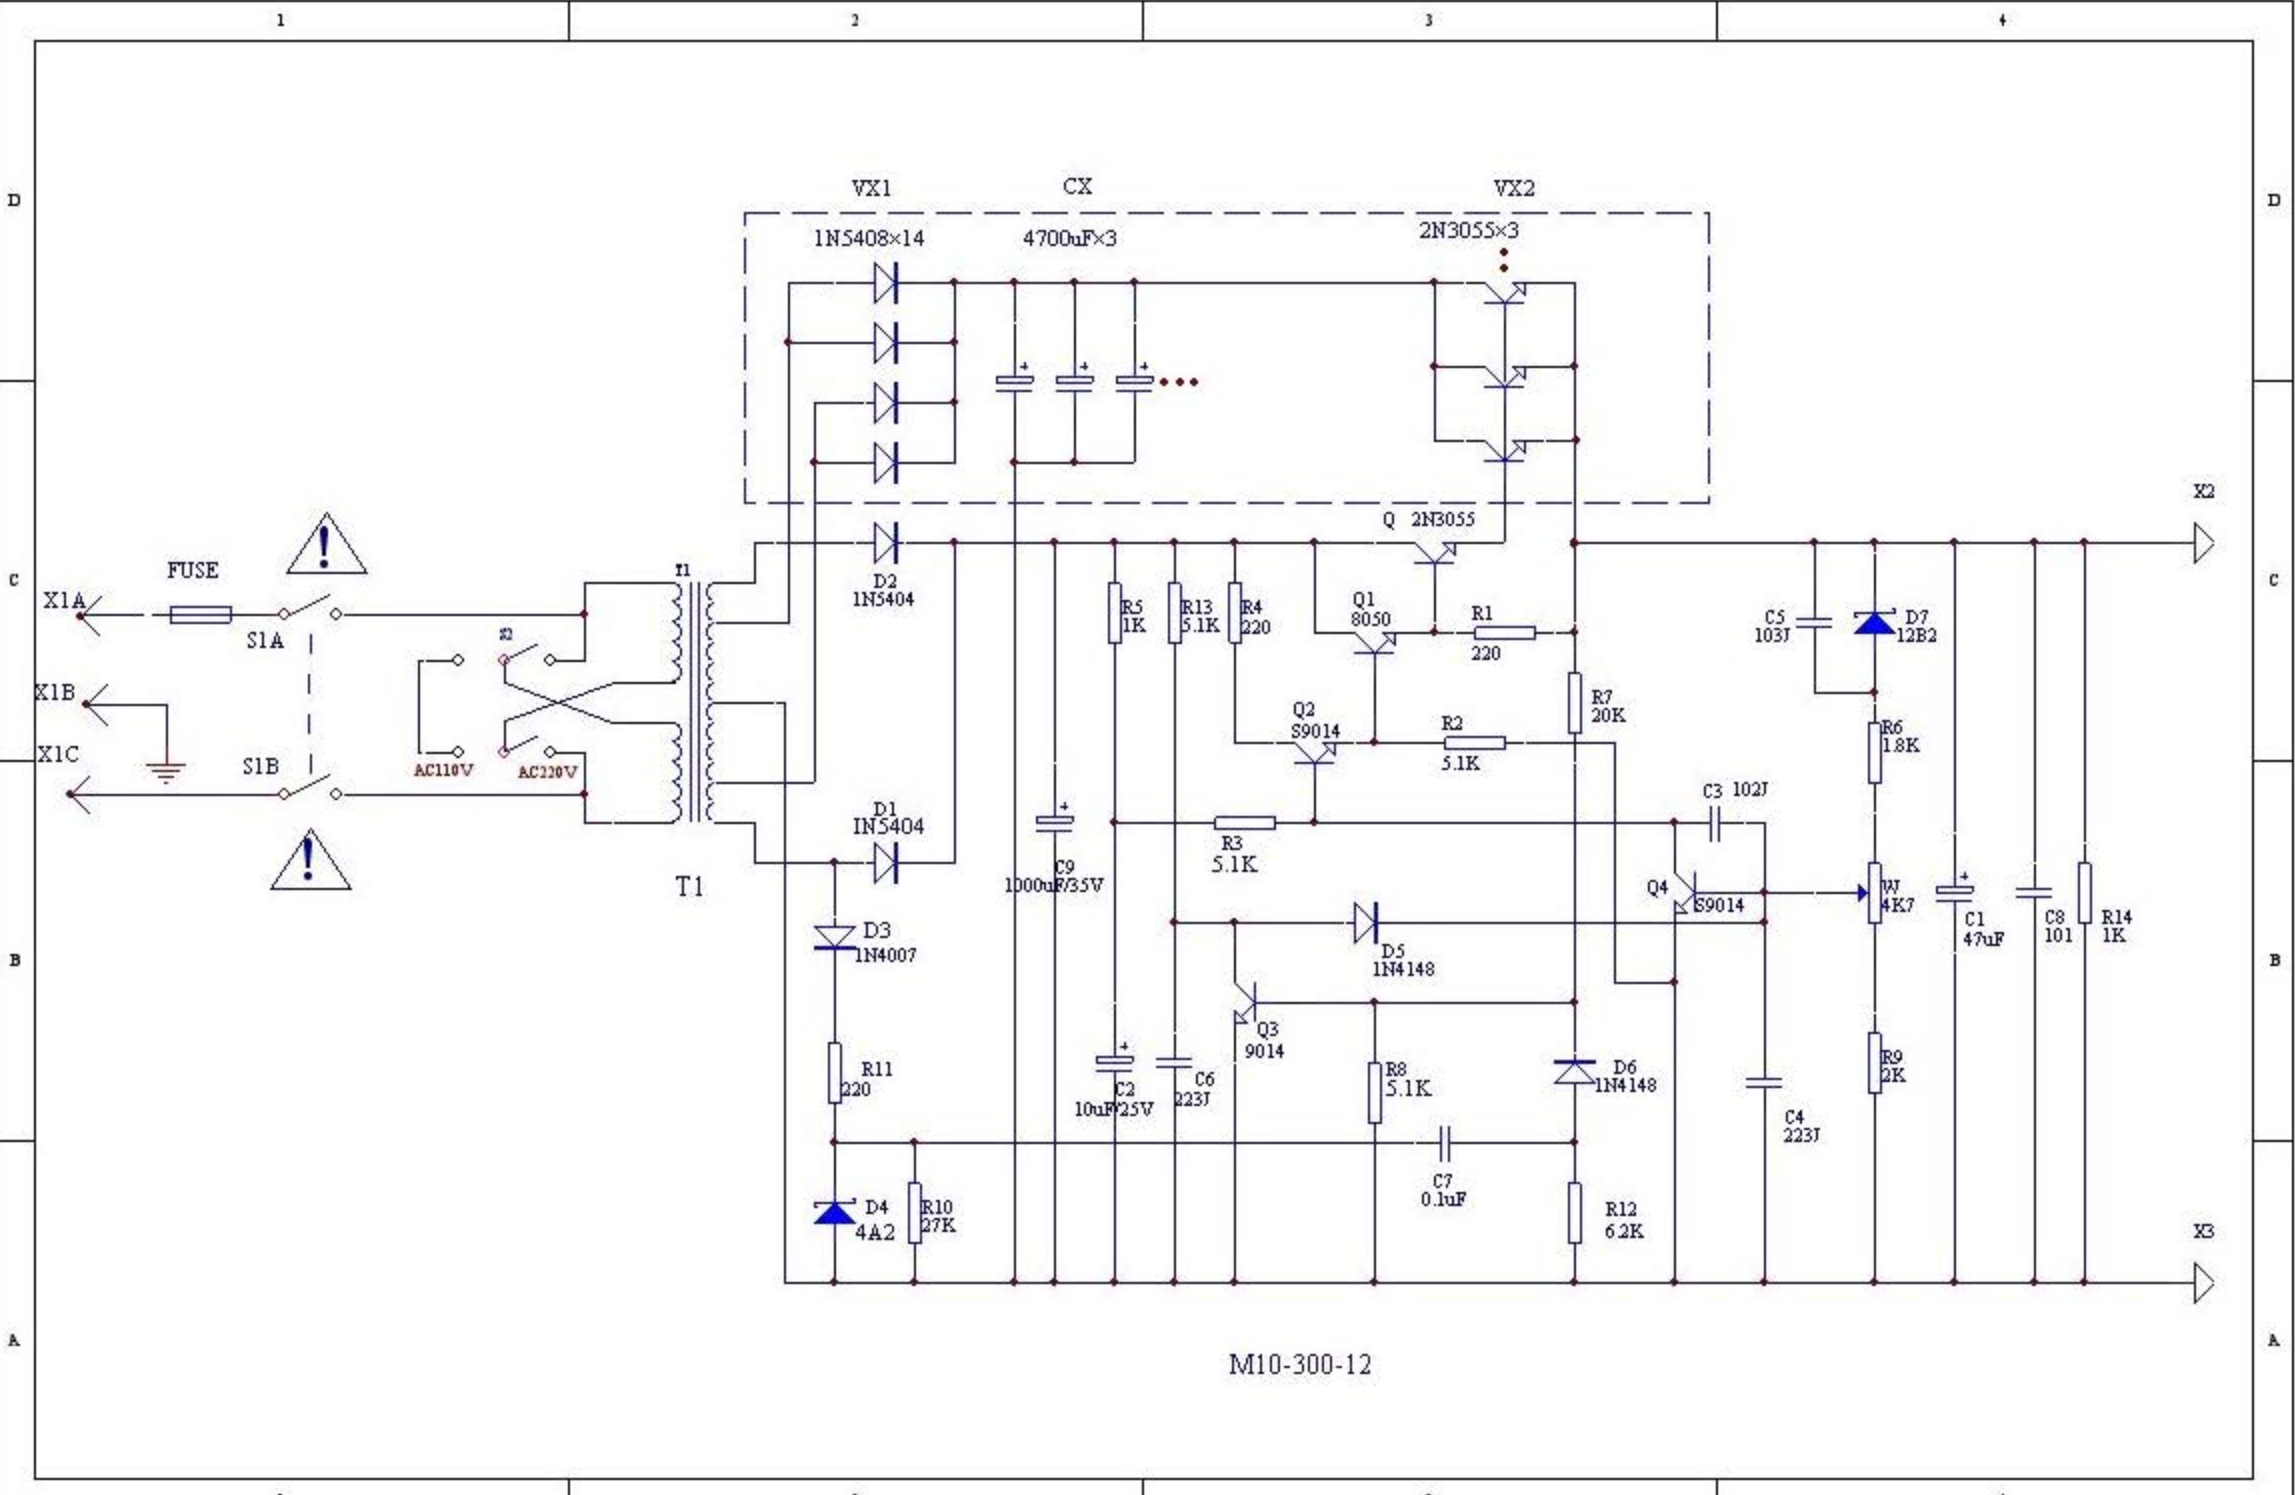 1
2
3
4
D
D
VX1
CX
VX2
1N5408×14
4700uF×3
2N3055×3
+
+
+
X2
Q 2N3055
C
C
FUSE
T1
X1A
S1A
S2
D2
1N5404
R5
1K
R13
5.1K
R4
220
Q1
8050
R1
220
C5
103J
D7
12B2
X1B
R7
20K
Q2
S9014
R2
5.1K
R6
1.8K
X1C
S1B
AC110V
AC220V
C3 102J
D1
1N5404
+
R3
5.1K
T1
C9
1000uF/35V
Q4
S9014
W
4K7
+
C1
47uF
C8
101
R14
1K
D3
1N4007
D5
1N4148
B
B
Q3
9014
R11
220
+
C2
10uF/25V
C6
223J
R8
5.1K
D6
1N4148
R9
2K
C4
223J
C7
0.1uF
D4
4A2
R10
27K
R12
6.2K
X3
A
A
M10-300-12